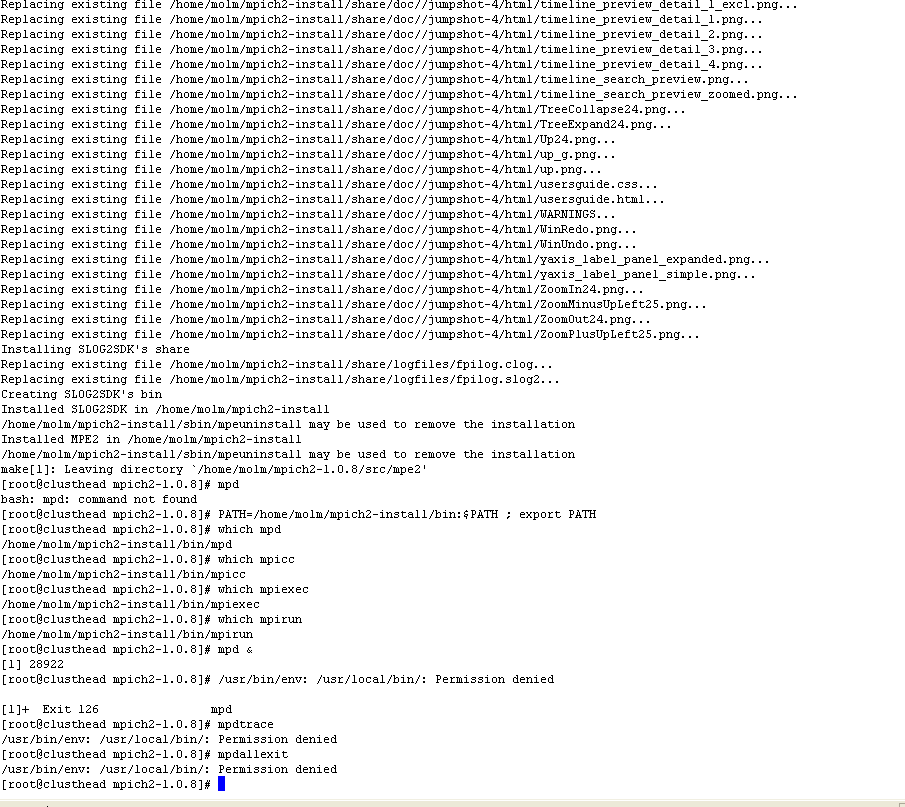 Replacing existing file /home/molm/mpich2-install/share/doc//jumpshot-4/html/timeline_preview_detail_1_excl.png...
Replacing existing file /home/molm/mpich2-install/share/doc//jumpshot-4/html/timeline_preview_detail_1.png...
Replacing existing file /home/molm/mpich2-install/share/doc//jumpshot-4/html/timeline_preview_detail_2.png...
Replacing existing file /home/molm/mpich2-install/share/doc//jumpshot-4/html/timeline_preview_detail_3.png...
Replacing existing file /home/molm/mpich2-install/share/doc//jumpshot-4/html/timeline_preview_detail_4.png...
Replacing existing file /home/molm/mpich2-install/share/doc//jumpshot-4/html/timeline_search_preview.png...
Replacing existing file /home/molm/mpich2-install/share/doc//jumpshot-4/html/timeline_search_preview_zoomed.png...
Replacing existing file /home/molm/mpich2-install/share/doc//jumpshot-4/html/TreeCollapse24.png...
Replacing existing file /home/molm/mpich2-install/share/doc//jumpshot-4/html/TreeExpand24.png...
Replacing existing file /home/molm/mpich2-install/share/doc//jumpshot-4/html/Up24.png...
Replacing existing file /home/molm/mpich2-install/share/doc//jumpshot-4/html/up_g.png...
Replacing existing file /home/molm/mpich2-install/share/doc//jumpshot-4/html/up.png...
Replacing existing file /home/molm/mpich2-install/share/doc//jumpshot-4/html/usersguide.css...
Replacing existing file /home/molm/mpich2-install/share/doc//jumpshot-4/html/usersguide.html...
Replacing existing file /home/molm/mpich2-install/share/doc//jumpshot-4/html/WARNINGS...
Replacing existing file /home/molm/mpich2-install/share/doc//jumpshot-4/html/WinRedo.png...
Replacing existing file /home/molm/mpich2-install/share/doc//jumpshot-4/html/WinUndo.png...
Replacing existing file /home/molm/mpich2-install/share/doc//jumpshot-4/html/yaxis_label_panel_expanded.png...
Replacing existing file /home/molm/mpich2-install/share/doc//jumpshot-4/html/yaxis_label_panel_simple.png...
Replacing existing file /home/molm/mpich2-install/share/doc//jumpshot-4/html/ZoomIn24.png...
Replacing existing file /home/molm/mpich2-install/share/doc//jumpshot-4/html/ZoomMinusUpLeft25.png...
Replacing existing file /home/molm/mpich2-install/share/doc//jumpshot-4/html/ZoomOut24.png...
Replacing existing file /home/molm/mpich2-install/share/doc//jumpshot-4/html/ZoomPlusUpLeft25.png...
Installing SLOG2SDK's share
Replacing existing file /home/molm/mpich2-install/share/logfiles/fpilog.clog...
Replacing existing file /home/molm/mpich2-install/share/logfiles/fpilog.slog2...
Creating SLOG2SDK's bin
Installed SLOG2SDK in /home/molm/mpich2-install
/home/molm/mpich2-install/sbin/mpeuninstall may be used to remove the installation
Installed MPE2 in /home/molm/mpich2-install
/home/molm/mpich2-install/sbin/mpeuninstall may be used to remove the installation
make[1]: Leaving directory `/home/molm/mpich2-1.0.8/src/mpe2'
[root@clusthead mpich2-1.0.8]# mpd
bash: mpd: command not found
[root@clusthead mpich2-1.0.8]# PATH=/home/molm/mpich2-install/bin:$PATH ; export PATH
[root@clusthead mpich2-1.0.8]# which mpd
/home/molm/mpich2-install/bin/mpd
[root@clusthead mpich2-1.0.8]# which mpicc
/home/molm/mpich2-install/bin/mpicc
[root@clusthead mpich2-1.0.8]# which mpiexec
/home/molm/mpich2-install/bin/mpiexec
[root@clusthead mpich2-1.0.8]# which mpirun
/home/molm/mpich2-install/bin/mpirun
[root@clusthead mpich2-1.0.8]# mpd &
[1] 28922
[root@clusthead mpich2-1.0.8]# /usr/bin/env: /usr/local/bin/: Permission denied
[1]+  Exit 126                mpd
[root@clusthead mpich2-1.0.8]# mpdtrace
/usr/bin/env: /usr/local/bin/: Permission denied
[root@clusthead mpich2-1.0.8]# mpdallexit
/usr/bin/env: /usr/local/bin/: Permission denied
[root@clusthead mpich2-1.0.8]#